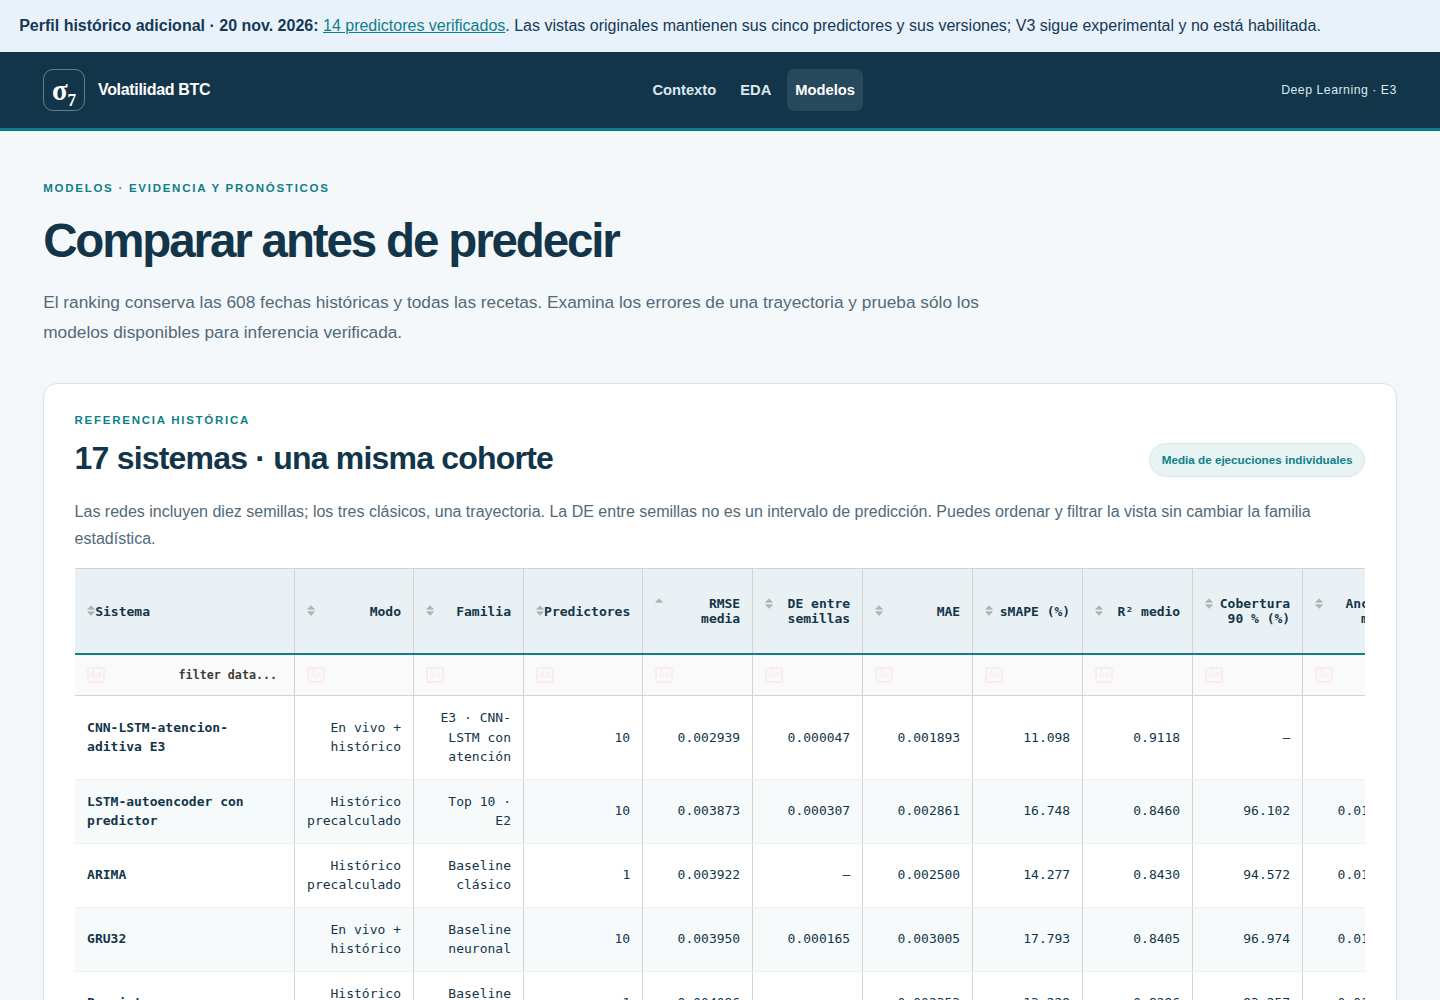 Perfil histórico adicional · 20 nov. 2026: 14 predictores verificados. Las vistas originales mantienen sus cinco predictores y sus versiones; V3 sigue experimental y no está habilitada.
σ7 Volatilidad BTC
Contexto EDA Modelos
Deep Learning · E3
MODELOS · EVIDENCIA Y PRONÓSTICOS
Comparar antes de predecir
El ranking conserva las 608 fechas históricas y todas las recetas. Examina los errores de una trayectoria y prueba sólo los
modelos disponibles para inferencia verificada.
REFERENCIA HISTÓRICA
17 sistemas · una misma cohorte
Media de ejecuciones individuales
Las redes incluyen diez semillas; los tres clásicos, una trayectoria. La DE entre semillas no es un intervalo de predicción. Puedes ordenar y filtrar la vista sin cambiar la familia
estadística.
Sistema Modo Familia Predictores RMSE media DE entre semillas MAE sMAPE (%) R² medio Cobertura 90 % (%)
filter data...
CNN-LSTM-atencion-aditiva E3 En vivo + histórico E3 · CNN-LSTM con atención 10 0.002939 0.000047 0.001893 11.098 0.9118 —
LSTM-autoencoder con predictor Histórico precalculado Top 10 · E2 10 0.003873 0.000307 0.002861 16.748 0.8460 96.102
ARIMA Histórico precalculado Baseline clásico 1 0.003922 — 0.002500 14.277 0.8430 94.572
GRU32 En vivo + histórico Baseline neuronal 10 0.003950 0.000165 0.003005 17.793 0.8405 96.974
Histórico Baseline